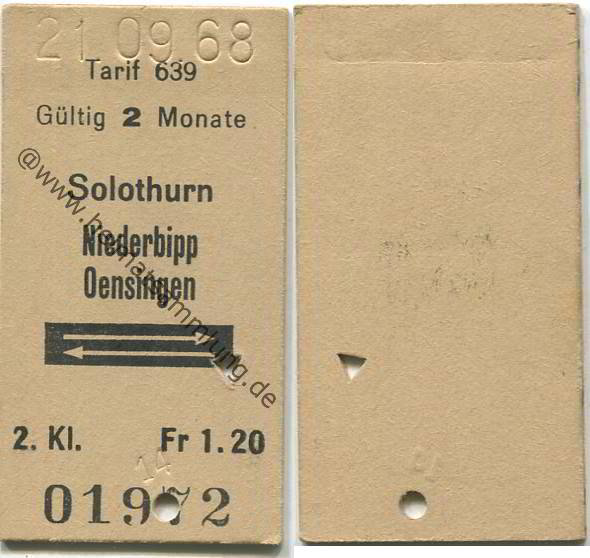 21.09.68
Tarif 639
Gültig 2 Monate
Solothurn
Niederbipp
Oensingen
2. Kl. Fr 1.20
14
01972
@www.heimatsammlung.de